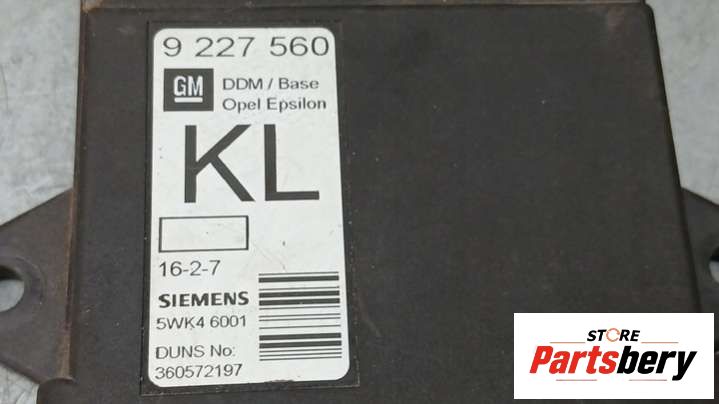 9 227 560
GM
DDM / Base
Opel Epsilon
KL
16-2-7
SIEMENS
5WK4 6001
DUNS No:
360572197
STORE
Partsbery